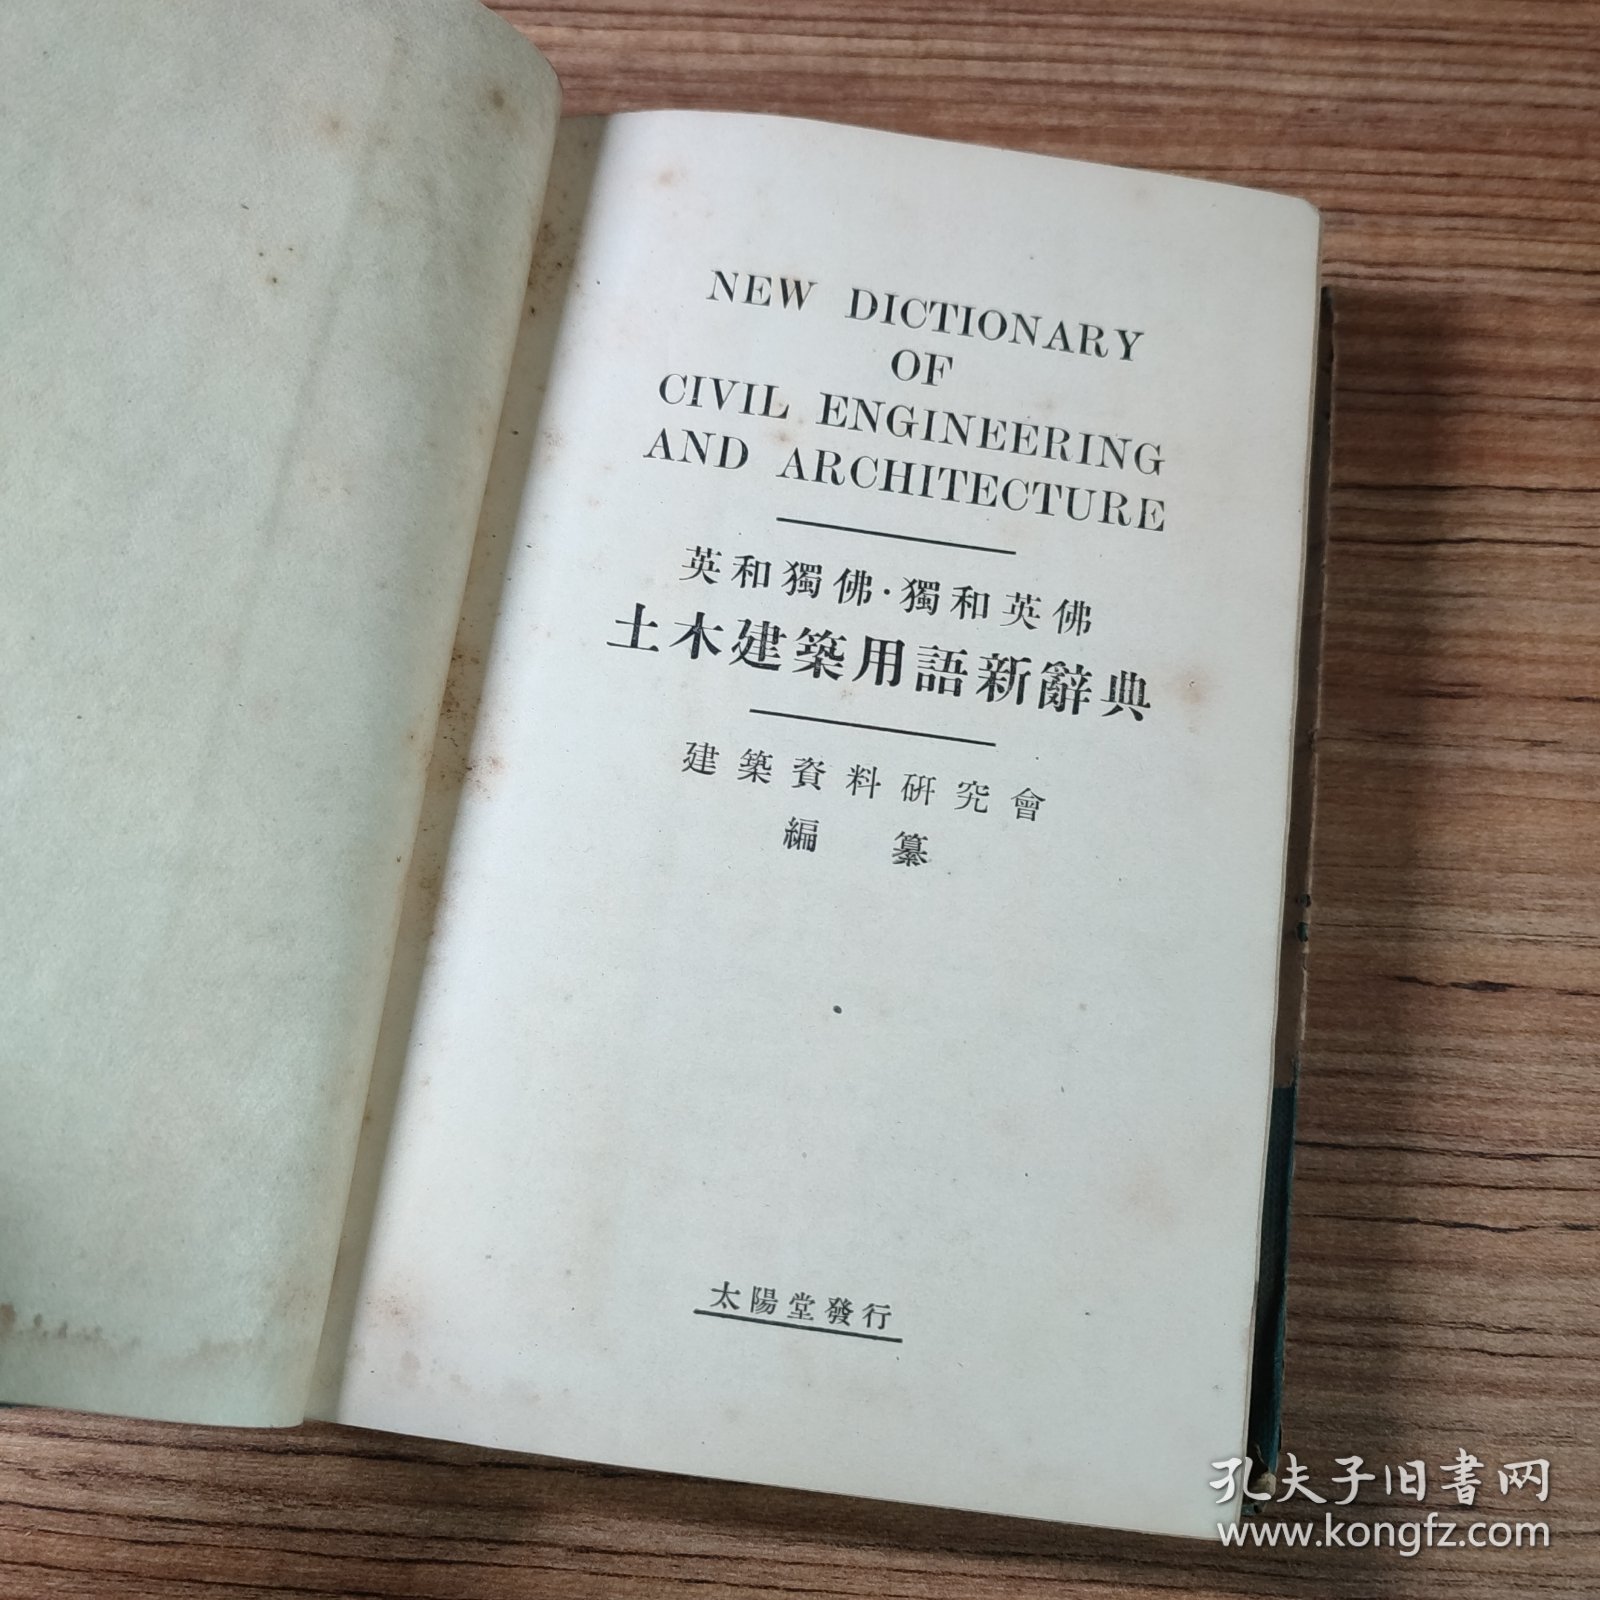 NEW DICTIONARY
OF
CIVIL ENGINEERING
AND ARCHITECTURE
英和獨佛·獨和英佛
土木建築用語新辭典
建築資料研究會
編纂
太陽堂發行
孔夫子旧書网
www.kongfz.com